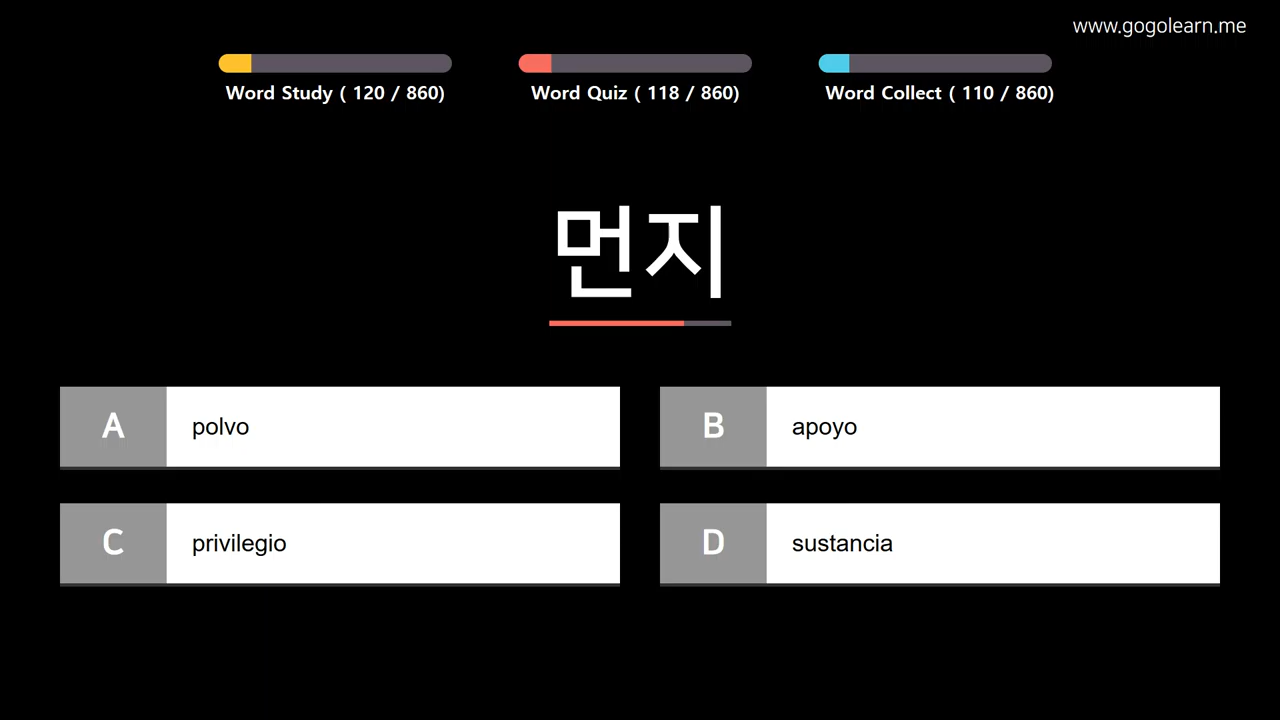 www.gogolearn.me
Word Study ( 120 / 860)
Word Quiz ( 118 / 860)
Word Collect ( 110 / 860)
먼지
A polvo
B apoyo
C privilegio
D sustancia